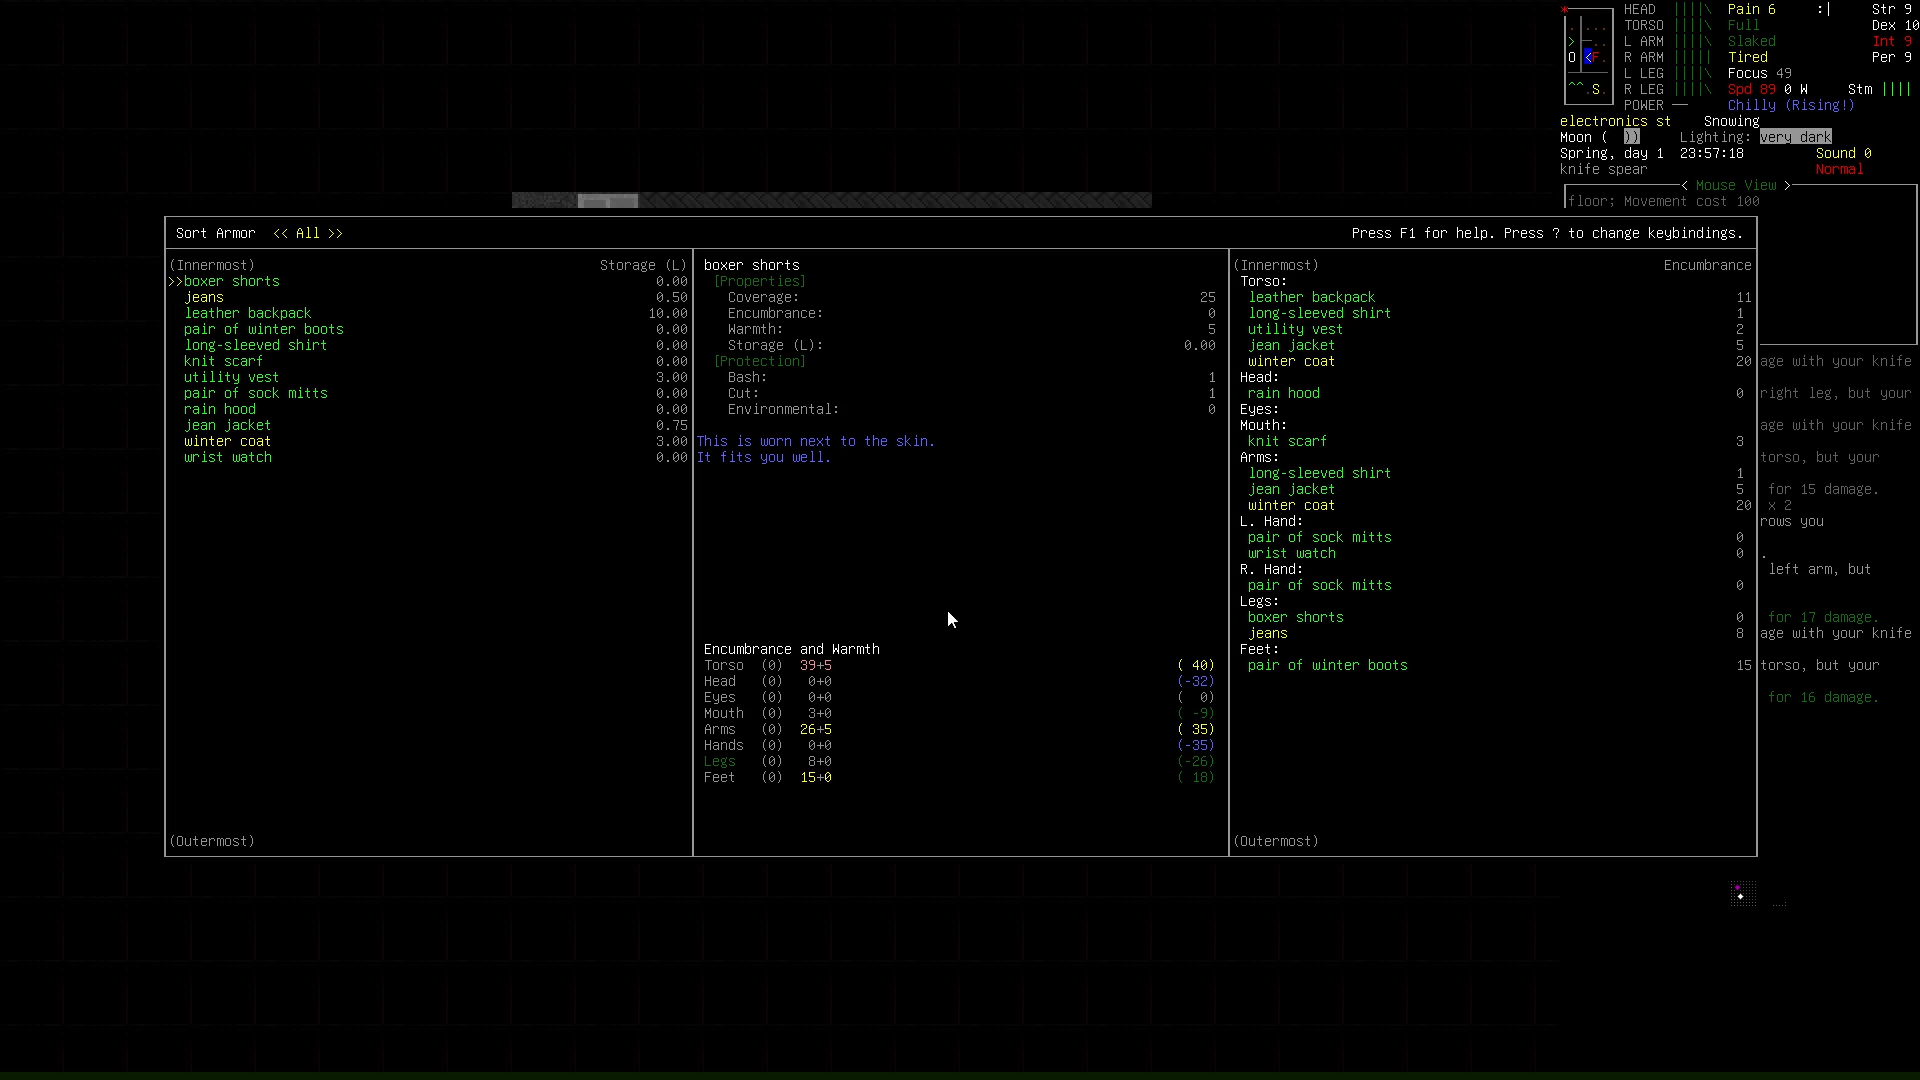 HEAD ||||\ Pain 6 :| Str 9
TORSO ||||\ Full Dex 10
L ARM ||||\ Slaked Int 9
R ARM ||||| Tired Per 9
L LEG ||||\ Focus 49
R LEG ||||\ Spd 89 0 W Stm ||||
POWER -- Chilly (Rising!)
electronics st Snowing
Moon ( )) Lighting: very dark
Spring, day 1 23:57:18 Sound 0
knife spear Normal
< Mouse View >
floor; Movement cost 100
Sort Armor << All >> Press F1 for help. Press ? to change keybindings.
(Innermost) Storage (L)
>>boxer shorts 0.00
jeans 0.50
leather backpack 10.00
pair of winter boots 0.00
long-sleeved shirt 0.00
knit scarf 0.00
utility vest 3.00
pair of sock mitts 0.00
rain hood 0.00
jean jacket 0.75
winter coat 3.00
wrist watch 0.00
(Outermost)
boxer shorts
[Properties]
Coverage: 25
Encumbrance: 0
Warmth: 5
Storage (L): 0.00
[Protection]
Bash: 1
Cut: 1
Environmental: 0
This is worn next to the skin.
It fits you well.
Encumbrance and Warmth
Torso (0) 39+5 ( 40)
Head (0) 0+0 (-32)
Eyes (0) 0+0 ( 0)
Mouth (0) 3+0 ( -9)
Arms (0) 26+5 ( 35)
Hands (0) 0+0 (-35)
Legs (0) 8+0 (-26)
Feet (0) 15+0 ( 18)
(Innermost) Encumbrance
Torso:
leather backpack 11
long-sleeved shirt 1
utility vest 2
jean jacket 5
winter coat 20
Head:
rain hood 0
Eyes:
Mouth:
knit scarf 3
Arms:
long-sleeved shirt 1
jean jacket 5
winter coat 20
L. Hand:
pair of sock mitts 0
wrist watch 0
R. Hand:
pair of sock mitts 0
Legs:
boxer shorts 0
jeans 8
Feet:
pair of winter boots 15
(Outermost)
age with your knife
right leg, but your
age with your knife
torso, but your
for 15 damage.
x 2
rows you
.
left arm, but
for 17 damage.
age with your knife
torso, but your
for 16 damage.